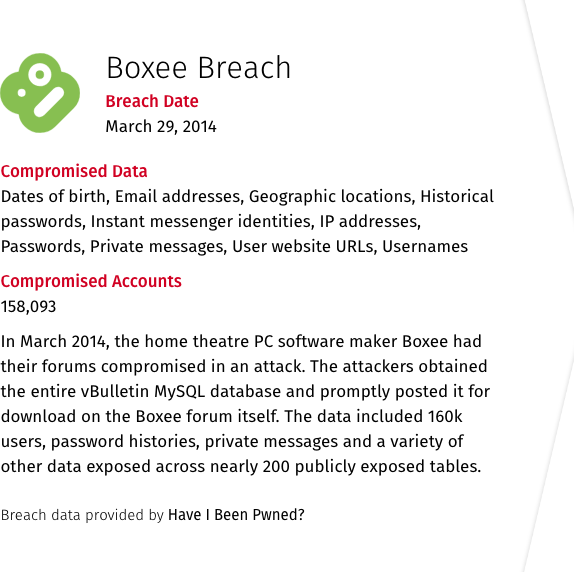 Boxee Breach
Breach Date
March 29, 2014
Compromised Data
Dates of birth, Email addresses, Geographic locations, Historical
passwords, Instant messenger identities, IP addresses,
Passwords, Private messages, User website URLs, Usernames
Compromised Accounts
158,093
In March 2014, the home theatre PC software maker Boxee had
their forums compromised in an attack. The attackers obtained
the entire vBulletin MySQL database and promptly posted it for
download on the Boxee forum itself. The data included 160k
users, password histories, private messages and a variety of
other data exposed across nearly 200 publicly exposed tables.
Breach data provided by Have I Been Pwned?